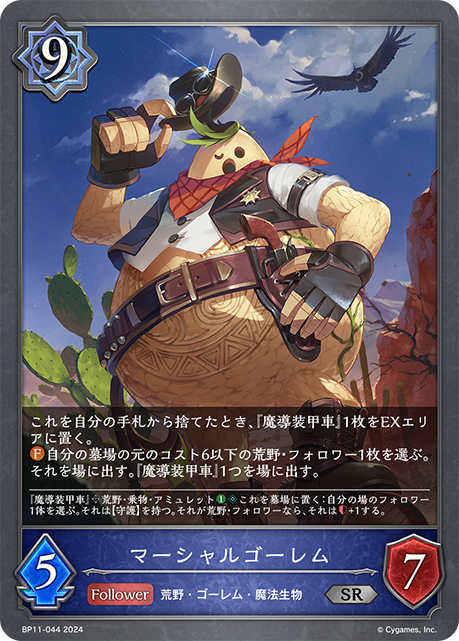 9
これを自分の手札から捨てたとき、『魔導装甲車』1枚をEXエリ
アに置く。
F 自分の墓場の元のコスト6以下の荒野・フォロワー1枚を選ぶ。
それを場に出す。『魔導装甲車』1つを場に出す。
『魔導装甲車』÷荒野・乗物・アミュレット 1 これを墓場に置く:自分の場のフォロワー
1体を選ぶ。それは【守護】を持つ。それが荒野・フォロワーなら、それは+1する。
5
マーシャルゴーレム
7
Follower 荒野・ゴーレム・魔法生物 SR
BP11-044 2024 © Cygames, Inc.